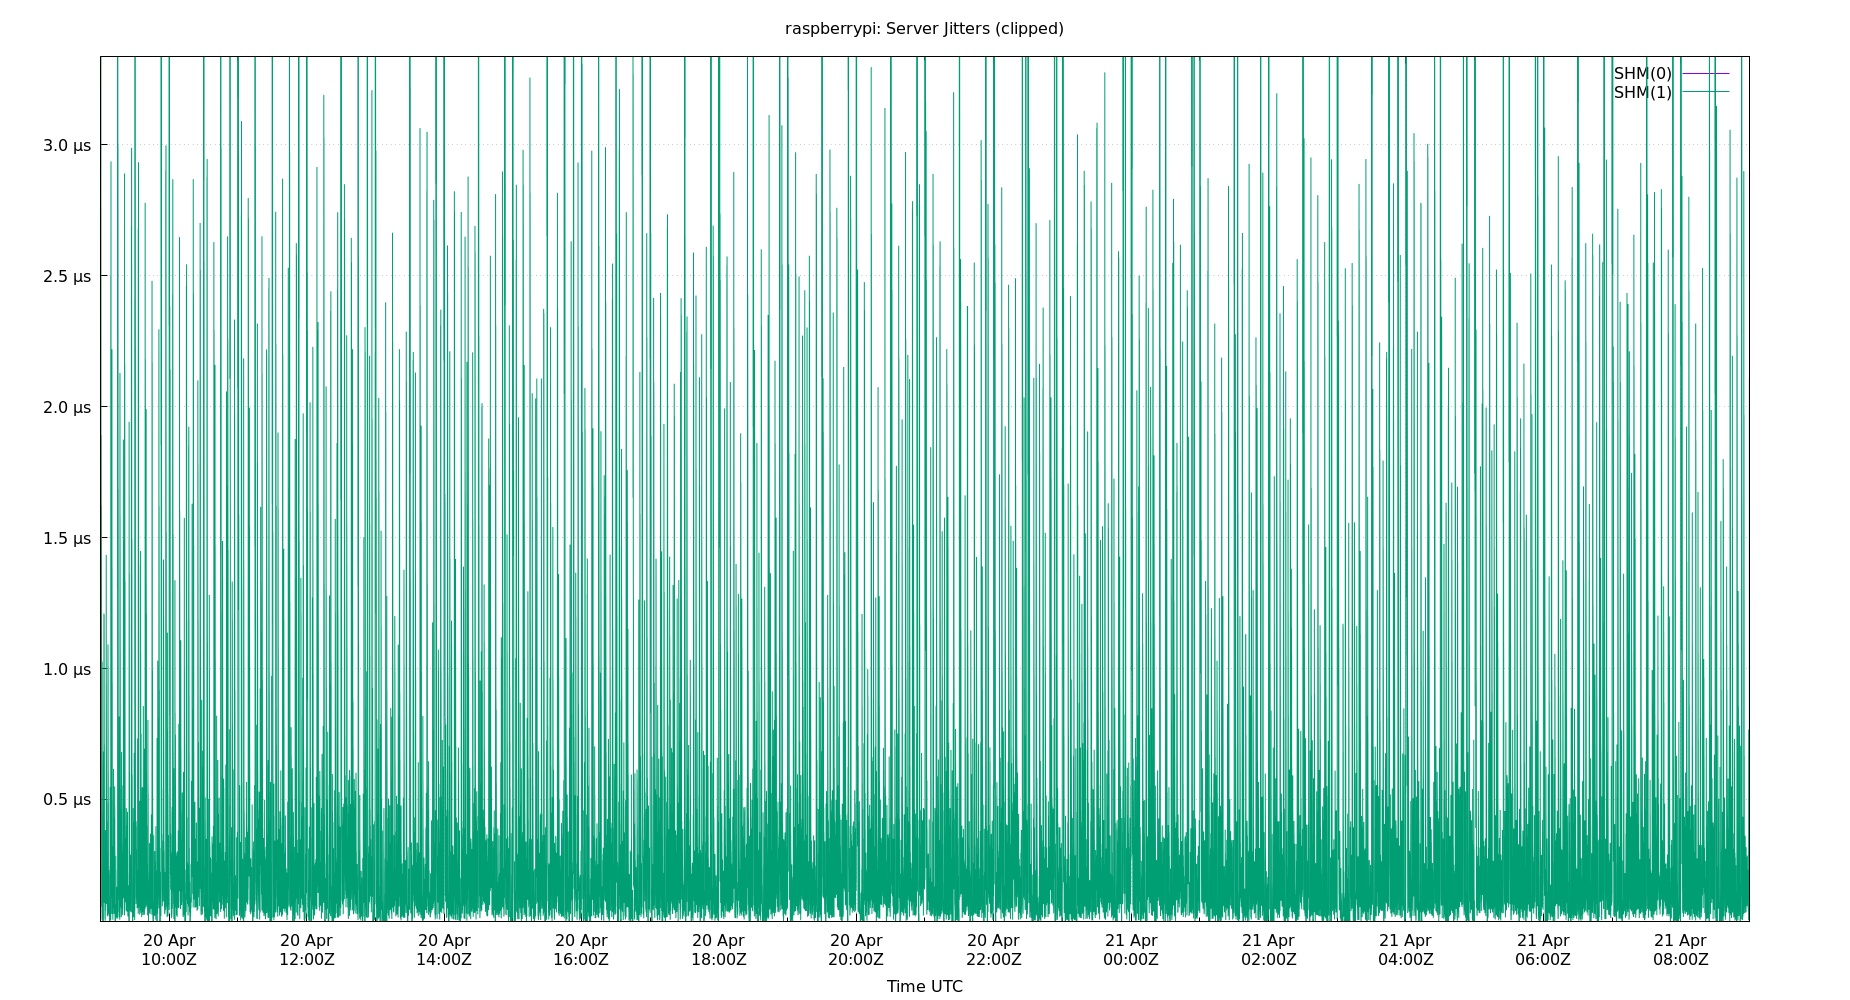 raspberrypi: Server Jitters (clipped)
SHM(0)
SHM(1)
3.0 µs
2.5 µs
2.0 µs
1.5 µs
1.0 µs
0.5 µs
20 Apr 20 Apr 20 Apr 20 Apr 20 Apr 20 Apr 20 Apr 21 Apr 21 Apr 21 Apr 21 Apr 21 Apr
10:00Z 12:00Z 14:00Z 16:00Z 18:00Z 20:00Z 22:00Z 00:00Z 02:00Z 04:00Z 06:00Z 08:00Z
Time UTC